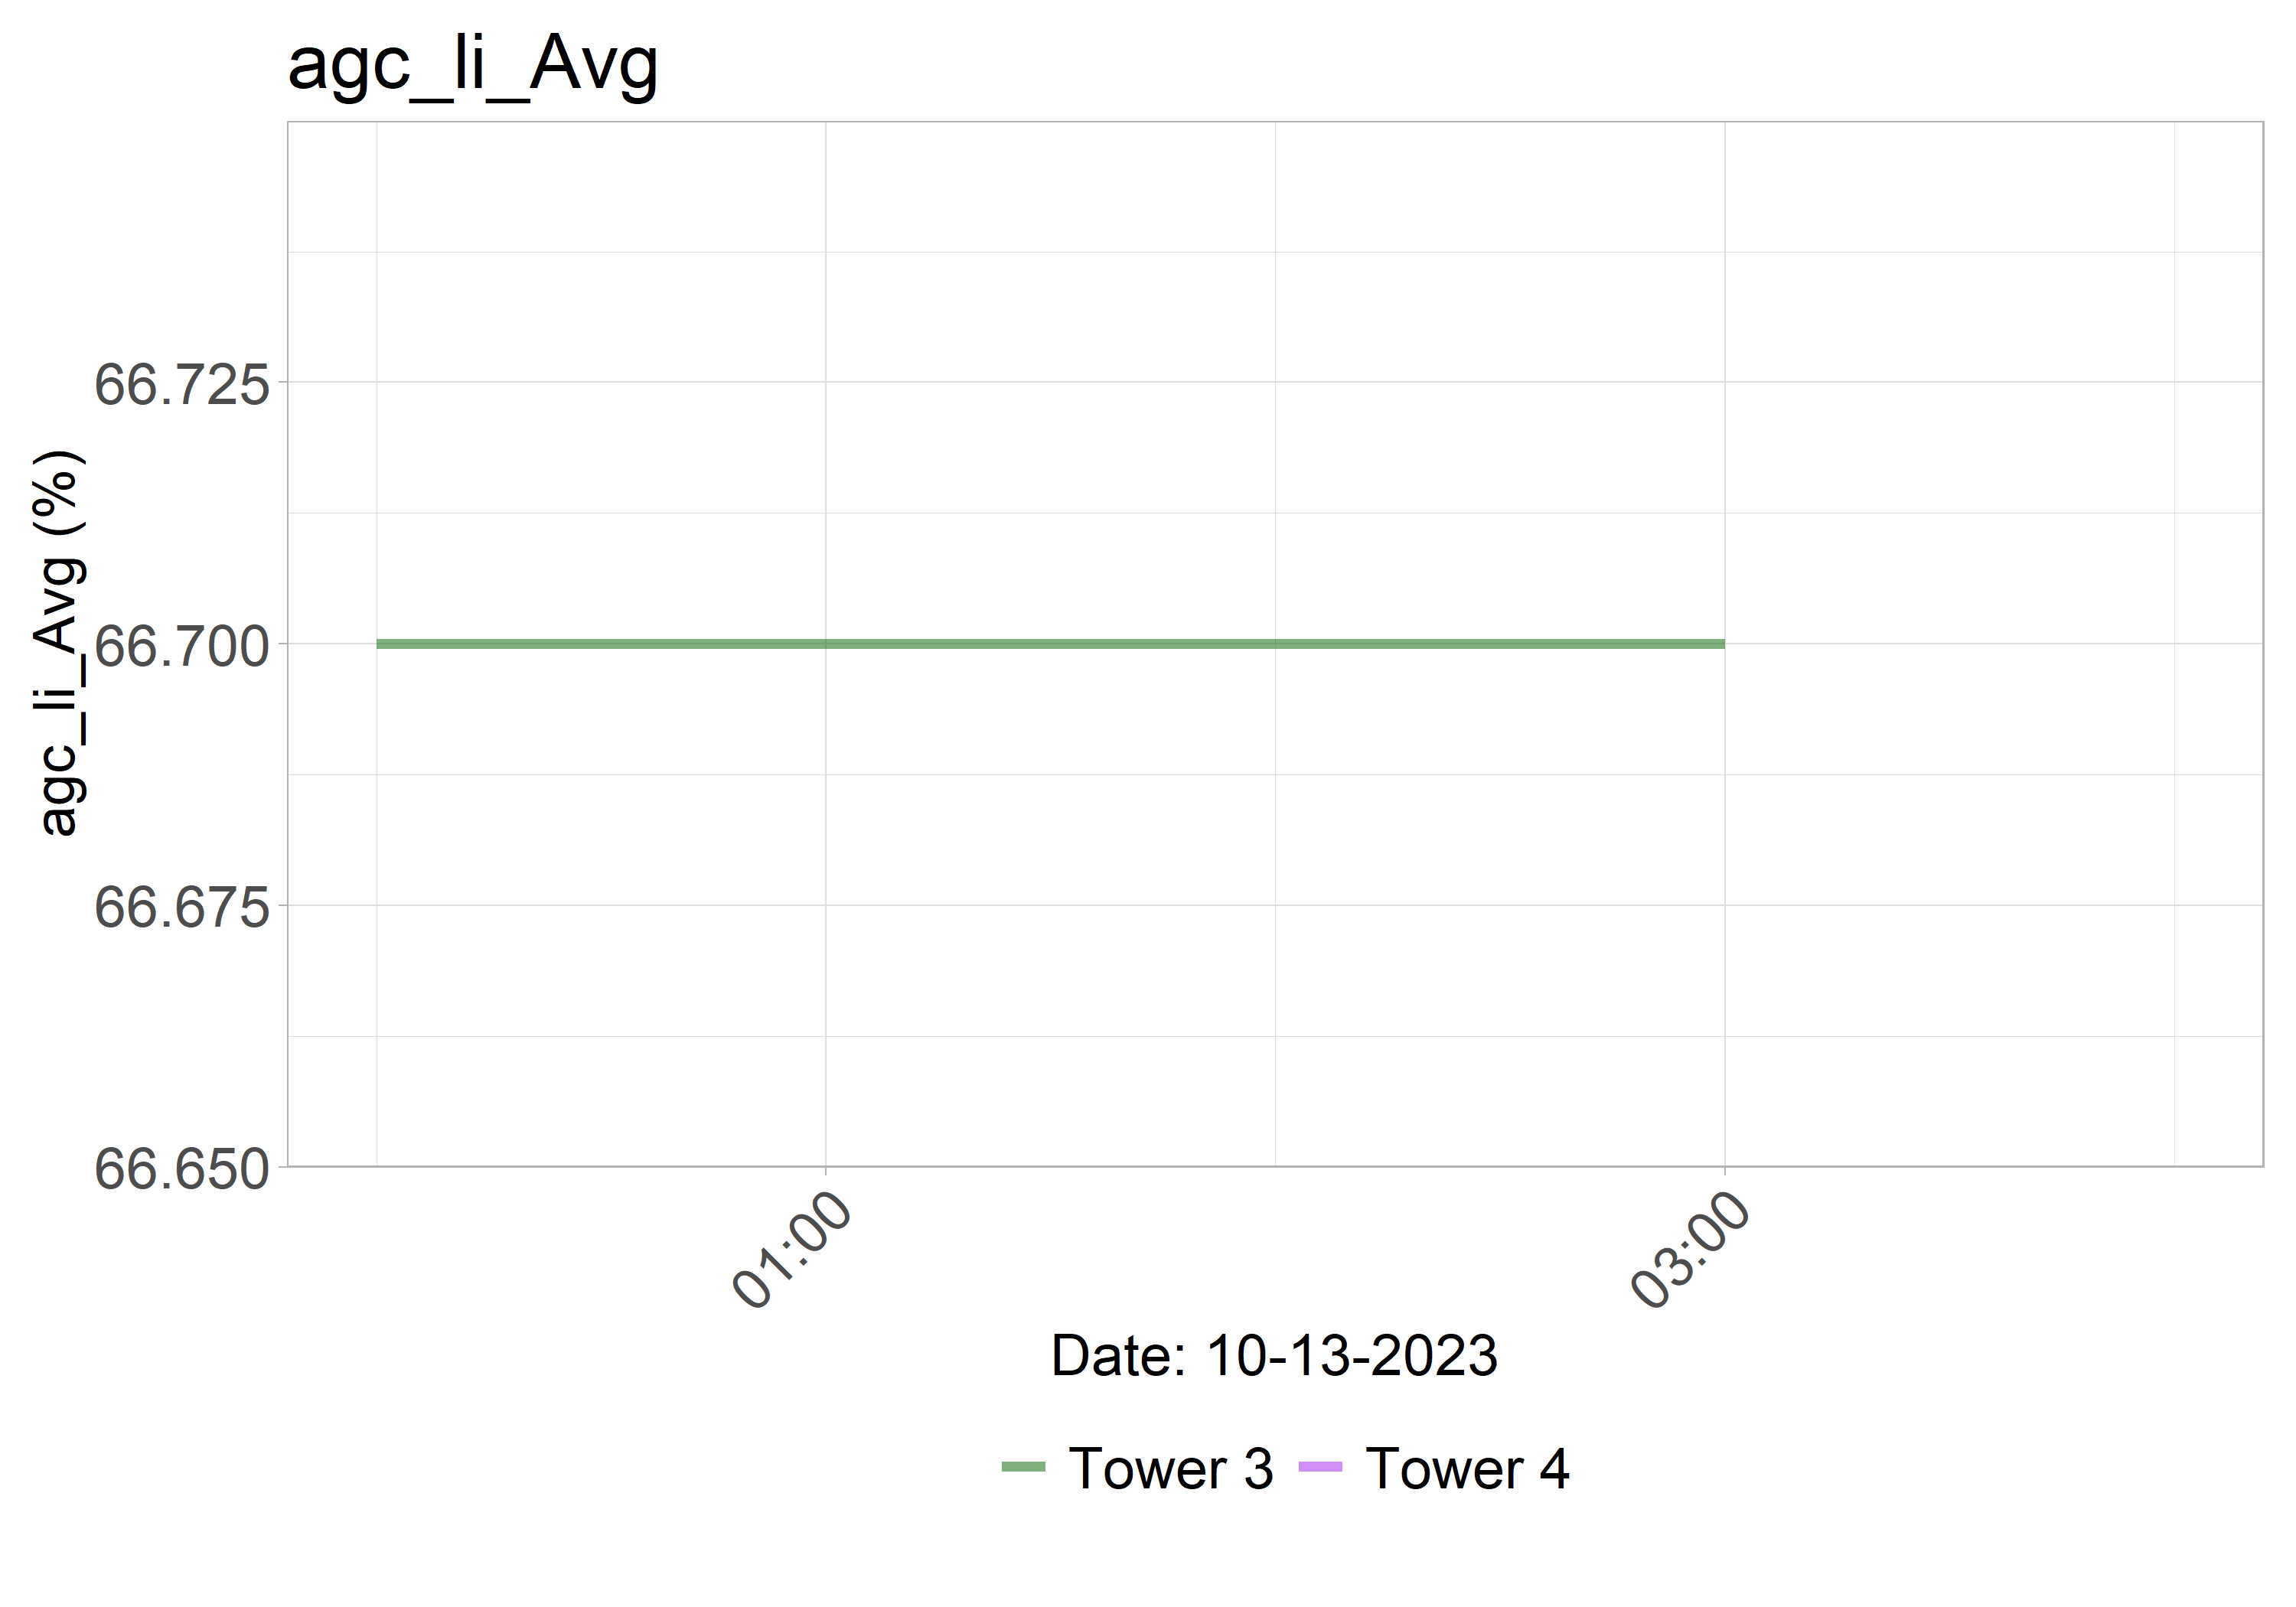 agc_li_Avg
agc_li_Avg (%)
66.725
66.700
66.675
66.650
01:00
03:00
Date: 10-13-2023
Tower 3
Tower 4